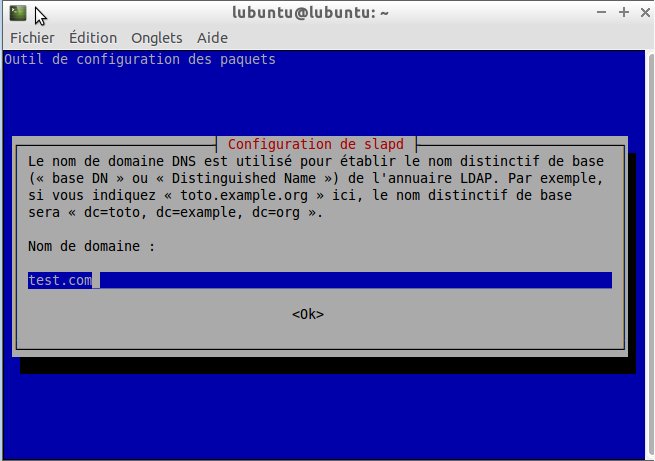 lubuntu@lubuntu: ~
Fichier Édition Onglets Aide
Outil de configuration des paquets
Configuration de slapd
Le nom de domaine DNS est utilisé pour établir le nom distinctif de base
(« base DN » ou « Distinguished Name ») de l'annuaire LDAP. Par exemple,
si vous indiquez « toto.example.org » ici, le nom distinctif de base
sera « dc=toto, dc=example, dc=org ».
Nom de domaine :
test.com
<Ok>